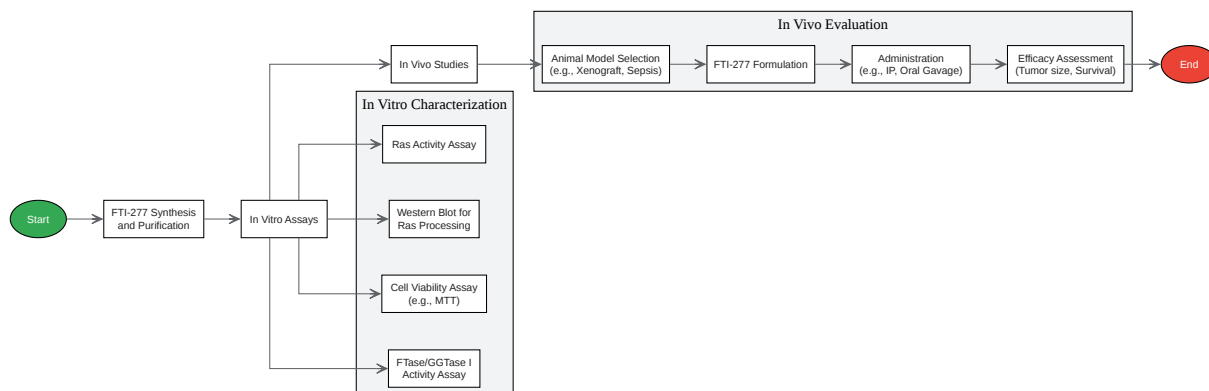 In Vivo Evaluation
In Vivo Studies
Animal Model Selection
(e.g., Xenograft, Sepsis)
FTI-277 Formulation
Administration
(e.g., IP, Oral Gavage)
Efficacy Assessment
(Tumor size, Survival)
End
In Vitro Characterization
Ras Activity Assay
Start
FTI-277 Synthesis
and Purification
In Vitro Assays
Western Blot for
Ras Processing
Cell Viability Assay
(e.g., MTT)
FTase/GGTase I
Activity Assay